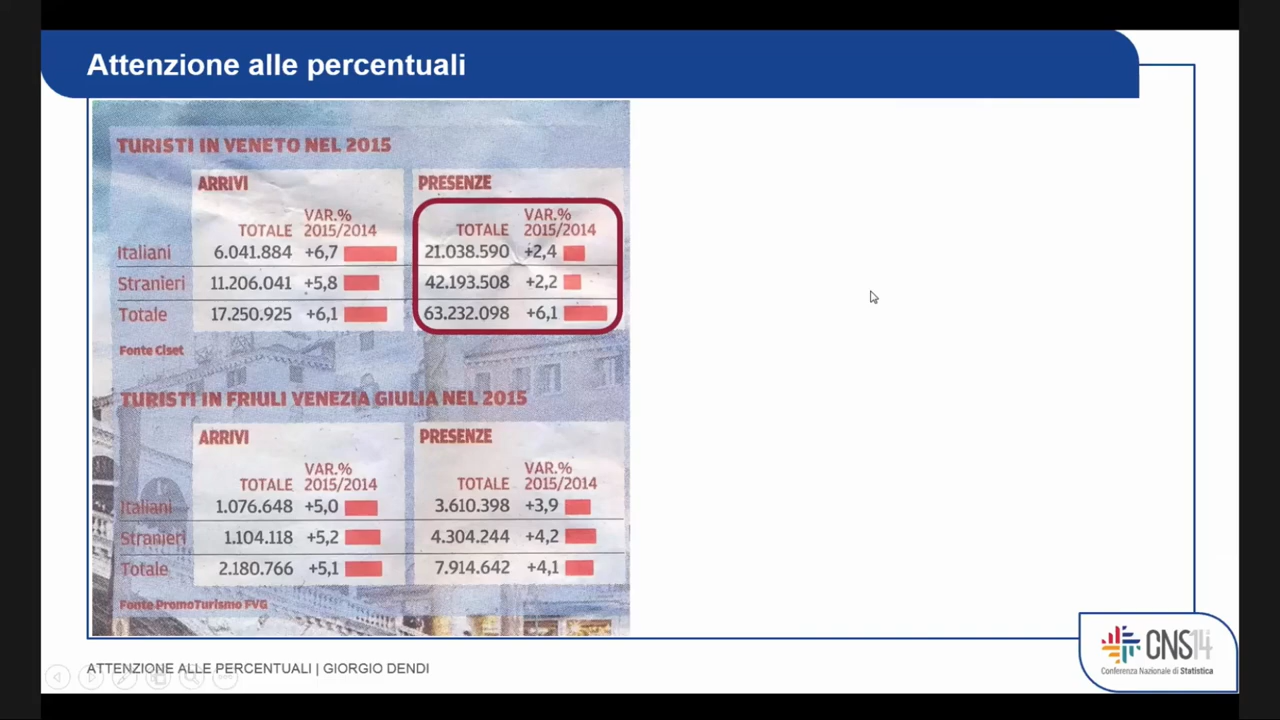 Attenzione alle percentuali
TURISTI IN VENETO NEL 2015
ARRIVI PRESENZE
TOTALE VAR.% 2015/2014 TOTALE VAR.% 2015/2014
Italiani 6.041.884 +6,7 21.038.590 +2,4
Stranieri 11.206.041 +5,8 42.193.508 +2,2
Totale 17.250.925 +6,1 63.232.098 +6,1
Fonte Ciset
TURISTI IN FRIULI VENEZIA GIULIA NEL 2015
ARRIVI PRESENZE
TOTALE VAR.% 2015/2014 TOTALE VAR.% 2015/2014
Italiani 1.076.648 +5,0 3.610.398 +3,9
Stranieri 1.104.118 +5,2 4.304.244 +4,2
Totale 2.180.766 +5,1 7.914.642 +4,1
Fonte PromoTurismo FVG
ATTENZIONE ALLE PERCENTUALI | GIORGIO DENDI
CNS14
Conferenza Nazionale di Statistica